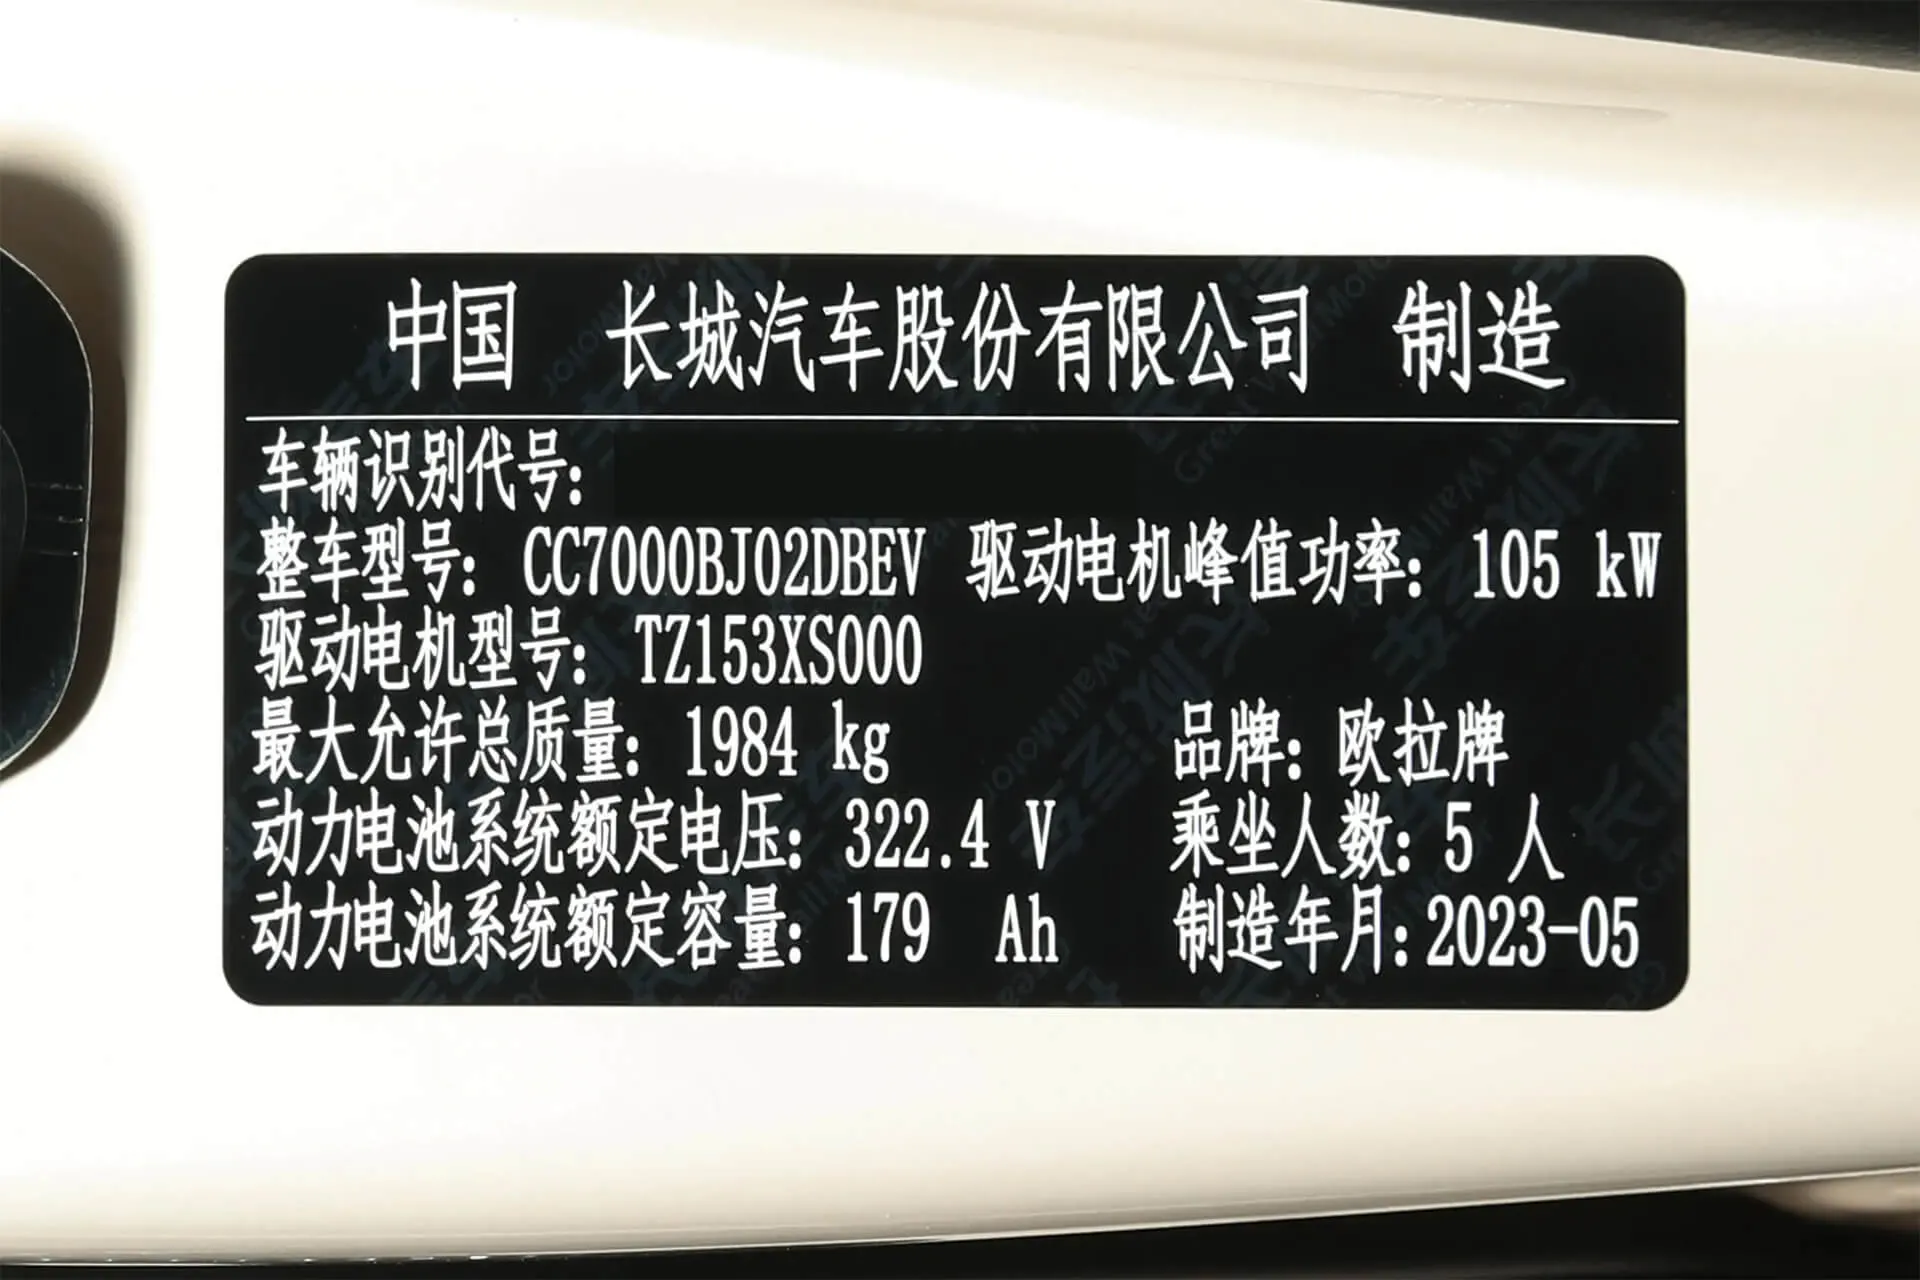 中国 长城汽车股份有限公司 制造
车辆识别代号:
整车型号: CC7000BJ02DBEV 驱动电机峰值功率: 105 kW
驱动电机型号: TZ153XS000
最大允许总质量: 1984 kg 品牌: 欧拉牌
动力电池系统额定电压: 322.4 V 乘坐人数: 5 人
动力电池系统额定容量: 179 Ah 制造年月: 2023-05